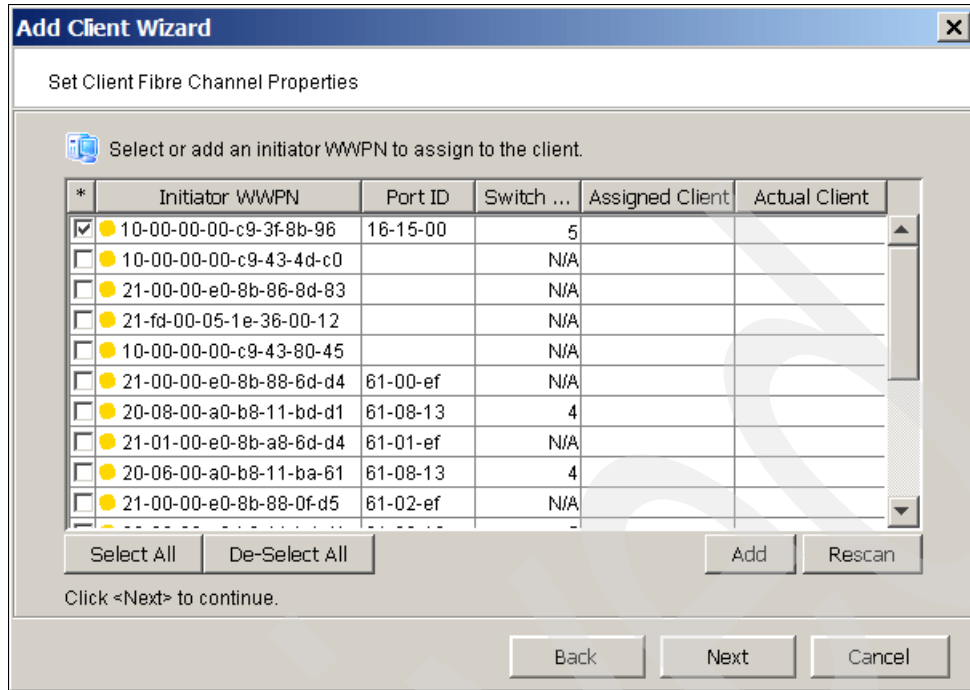 Add Client Wizard
Set Client Fibre Channel Properties
Select or add an initiator WWPN to assign to the client.
* Initiator WWPN Port ID Switch ... Assigned Client Actual Client
10-00-00-00-c9-3f-8b-96 16-15-00 5
10-00-00-00-c9-43-4d-c0 N/A
21-00-00-e0-8b-86-8d-83 N/A
21-fd-00-05-1e-36-00-12 N/A
10-00-00-00-c9-43-80-45 N/A
21-00-00-e0-8b-88-6d-d4 61-00-ef N/A
20-08-00-a0-b8-11-bd-d1 61-08-13 4
21-01-00-e0-8b-a8-6d-d4 61-01-ef N/A
20-06-00-a0-b8-11-ba-61 61-08-13 4
21-00-00-e0-8b-88-0f-d5 61-02-ef N/A
Select All De-Select All Add Rescan
Click <Next> to continue.
Back Next Cancel